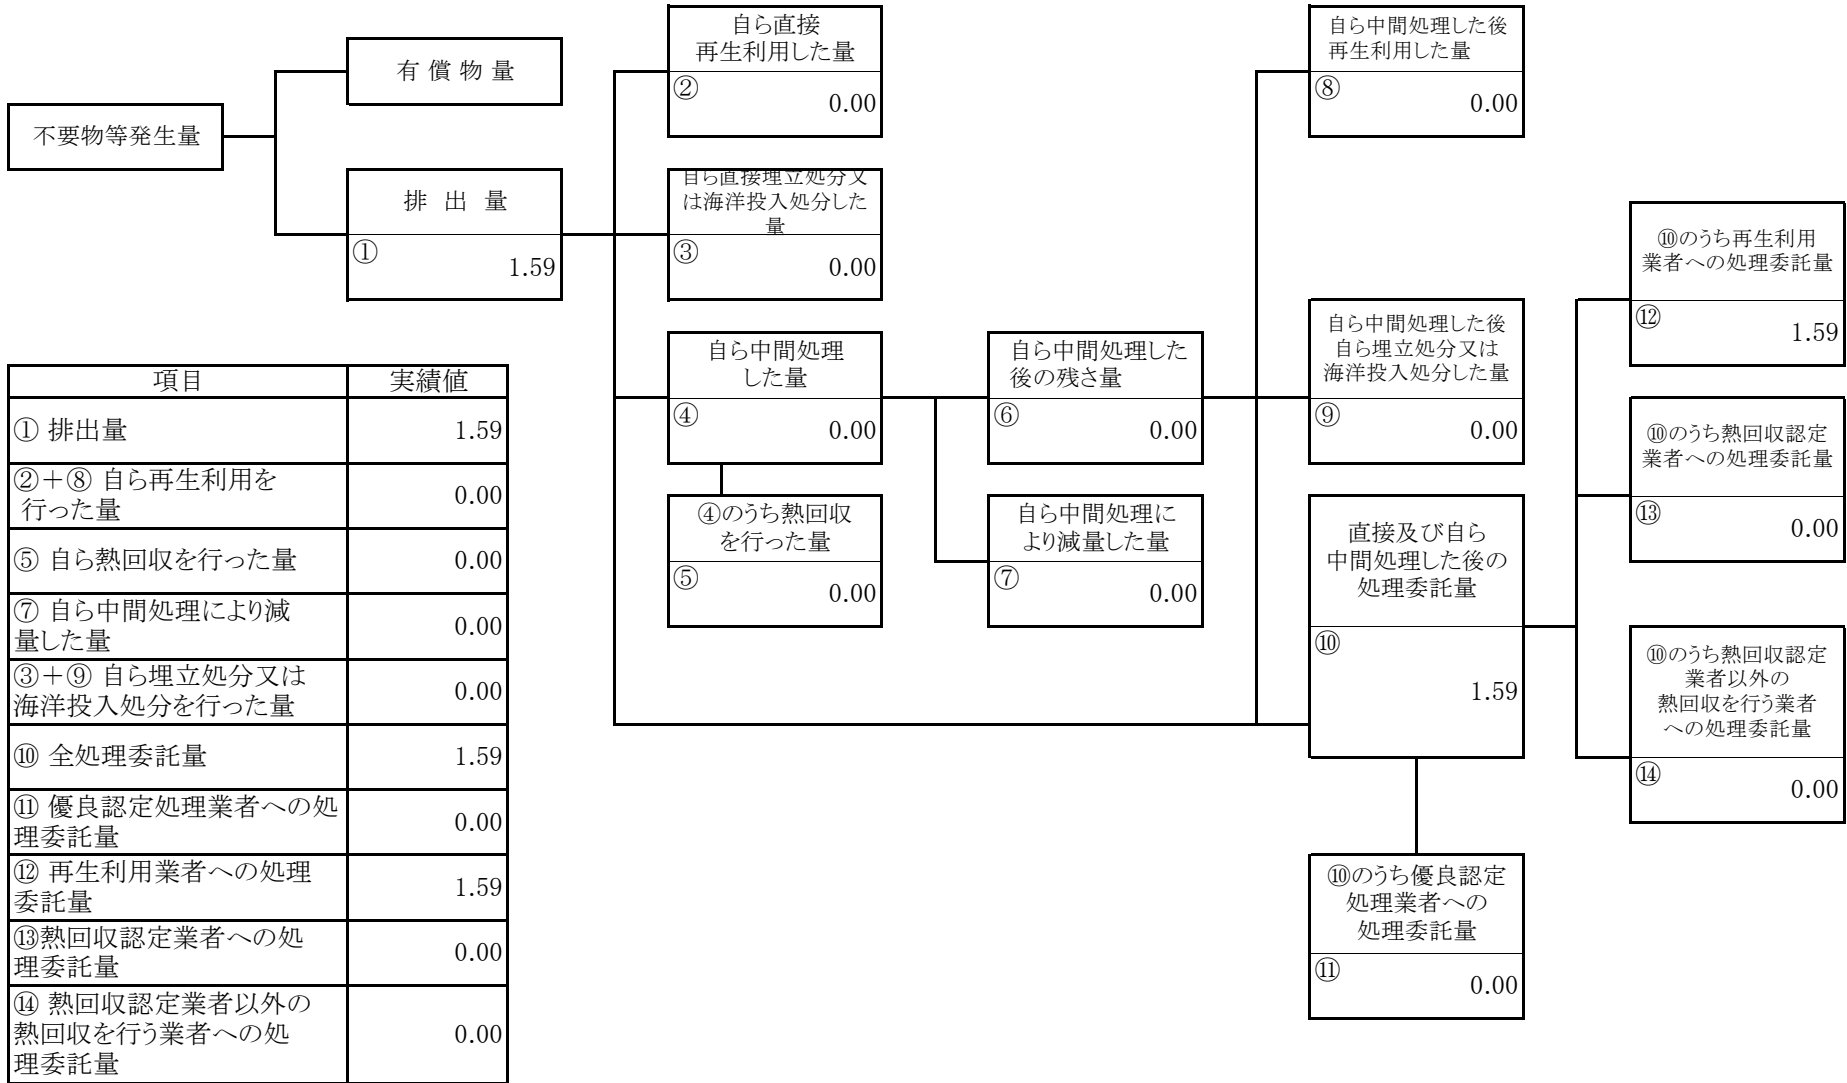 不要物等発生量
有償物量
排出量
①
1.59
自ら直接
再生利用した量
②
0.00
自ら直接埋立処分又
は海洋投入処分した
量
③
0.00
自ら中間処理
した量
④
0.00
④のうち熱回収
を行った量
⑤
0.00
自ら中間処理した
後の残さ量
⑥
0.00
自ら中間処理に
より減量した量
⑦
0.00
自ら中間処理した後
再生利用した量
⑧
0.00
自ら中間処理した後
自ら埋立処分又は
海洋投入処分した量
⑨
0.00
直接及び自ら
中間処理した後の
処理委託量
⑩
1.59
⑩のうち優良認定
処理業者への
処理委託量
⑪
0.00
⑩のうち再生利用
業者への処理委託量
⑫
1.59
⑩のうち熱回収認定
業者への処理委託量
⑬
0.00
⑩のうち熱回収認定
業者以外の
熱回収を行う業者
への処理委託量
⑭
0.00
項目 実績値
① 排出量 1.59
②＋⑧ 自ら再生利用を
行った量 0.00
⑤ 自ら熱回収を行った量 0.00
⑦ 自ら中間処理により減
量した量 0.00
③＋⑨ 自ら埋立処分又は
海洋投入処分を行った量 0.00
⑩ 全処理委託量 1.59
⑪ 優良認定処理業者への処
理委託量 0.00
⑫ 再生利用業者への処理
委託量 1.59
⑬熱回収認定業者への処
理委託量 0.00
⑭ 熱回収認定業者以外の
熱回収を行う業者への処
理委託量 0.00